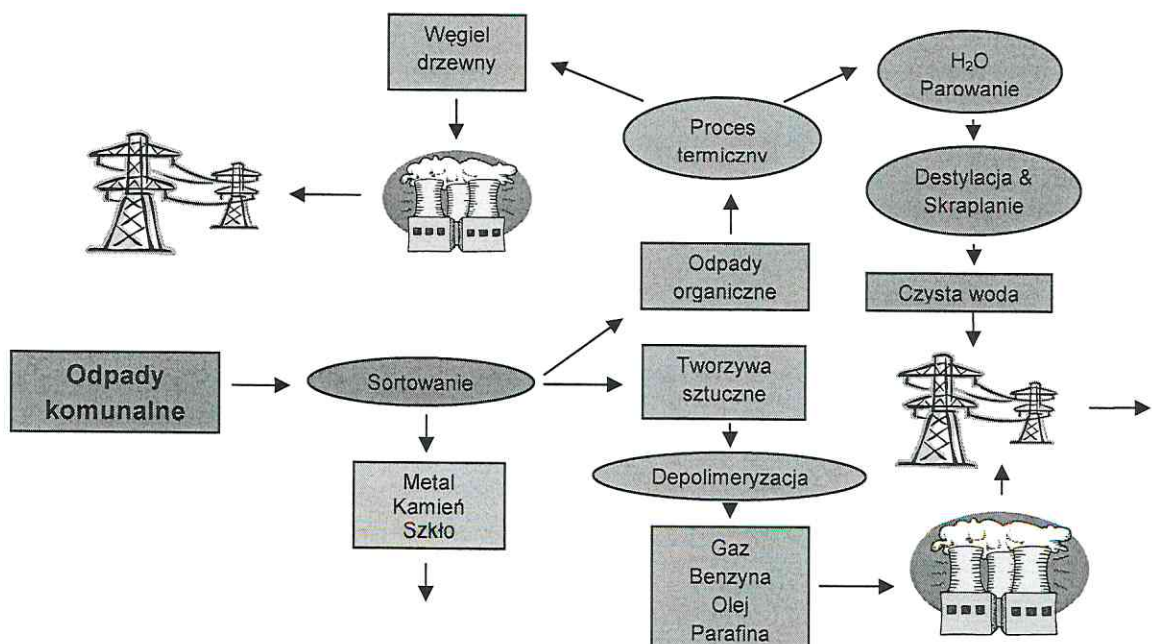 Węgiel
drzewny
H₂O
Parowanie
Proces
termiczny
Destylacja &
Skraplanie
Odpady
organiczne
Czysta woda
Odpady
komunalne
Sortowanie
Tworzywa
sztuczne
Depolimeryzacja
Metal
Kamień
Szkło
Gaz
Benzyna
Olej
Parafina